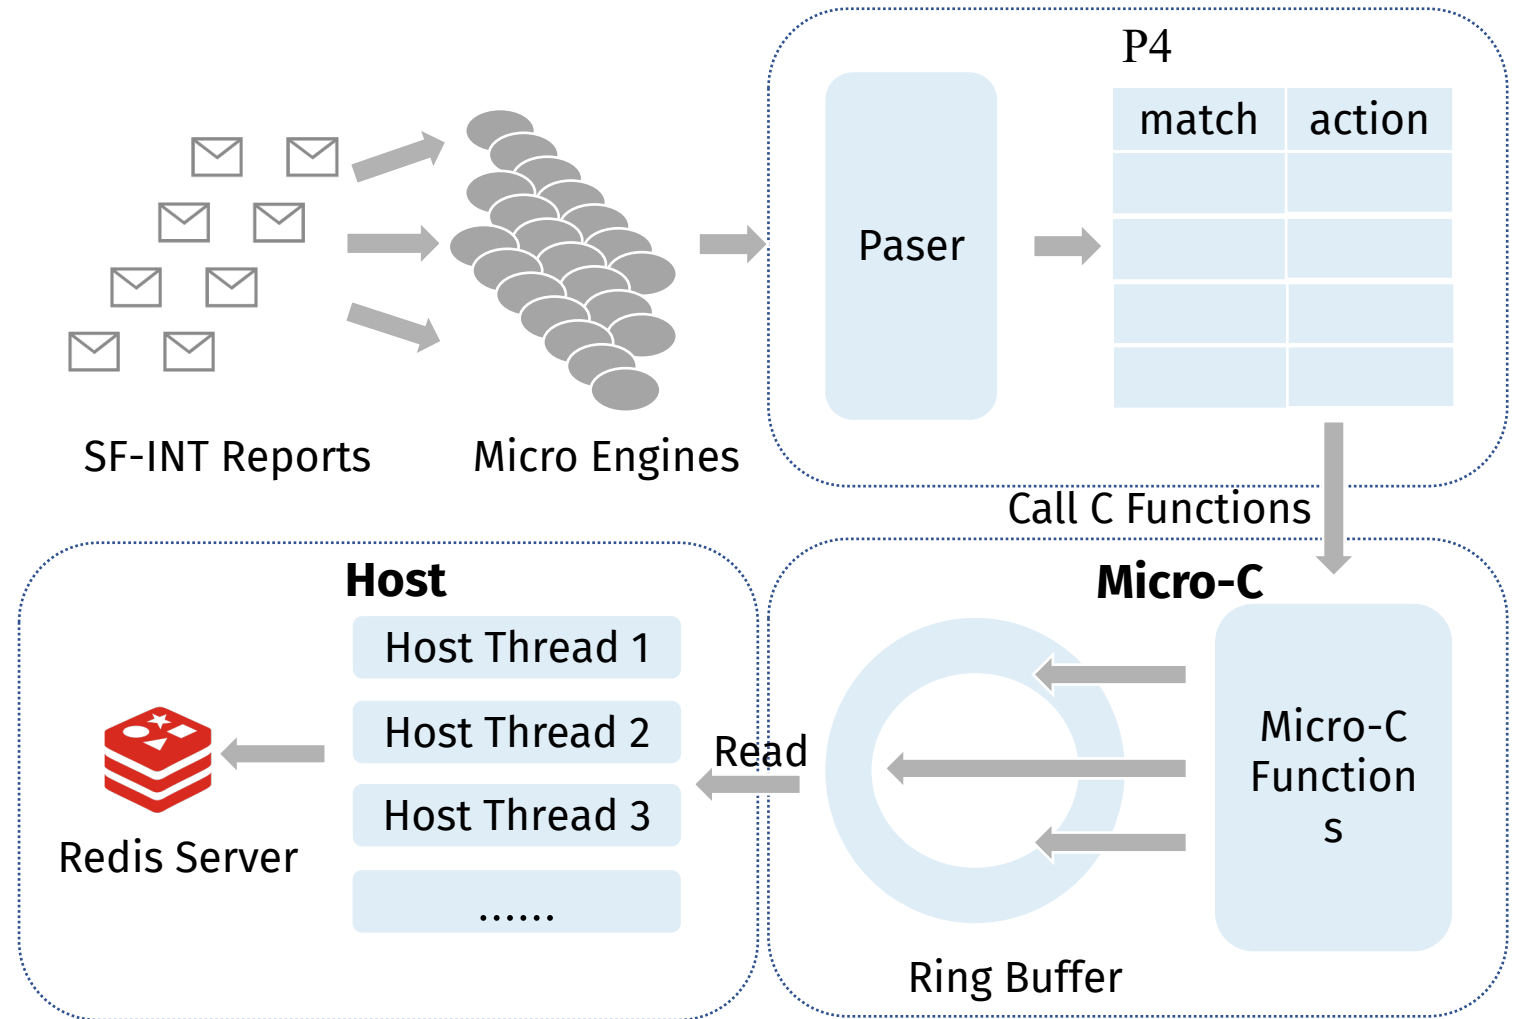 P4
match action
Paser
SF-INT Reports
Micro Engines
Call C Functions
Host
Host Thread 1
Host Thread 2
Host Thread 3
......
Redis Server
Read
Micro-C
Micro-C
Function
s
Ring Buffer